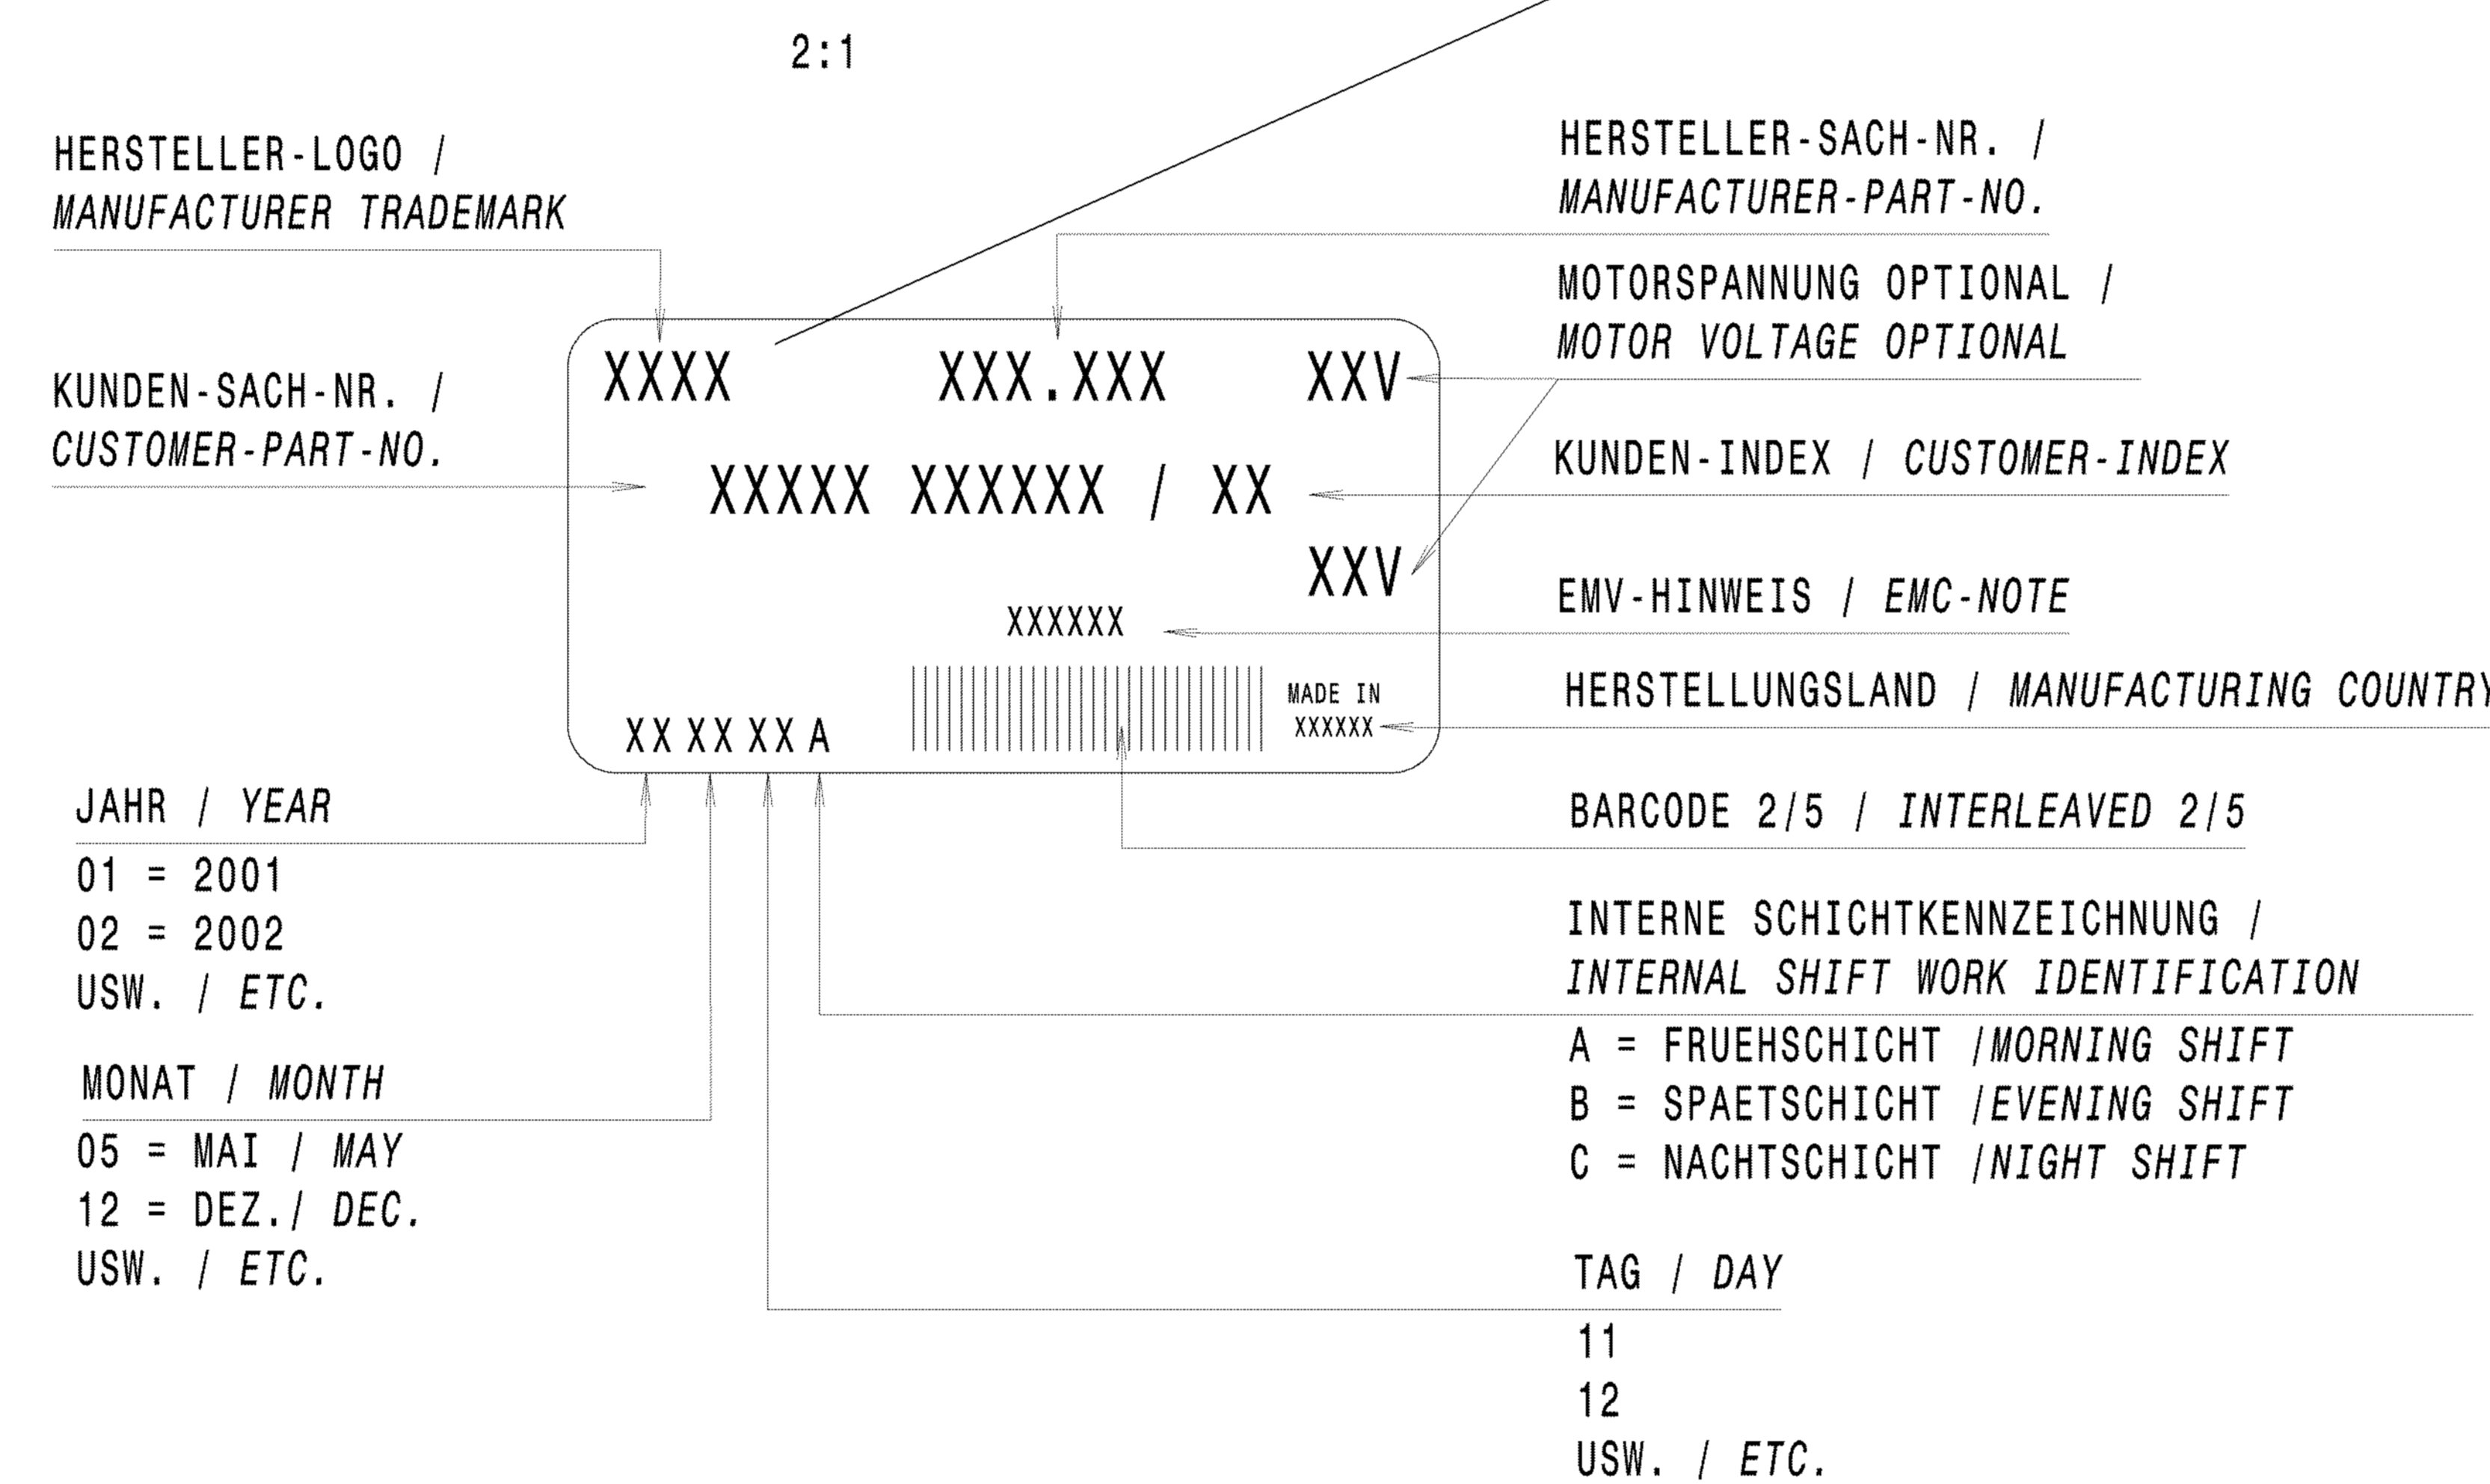 2:1
HERSTELLER-LOGO /
MANUFACTURER TRADEMARK
KUNDEN-SACH-NR. /
CUSTOMER-PART-NO.
HERSTELLER-SACH-NR. /
MANUFACTURER-PART-NO.
MOTORSPANNUNG OPTIONAL /
MOTOR VOLTAGE OPTIONAL
KUNDEN-INDEX / CUSTOMER-INDEX
EMV-HINWEIS / EMC-NOTE
HERSTELLUNGSLAND / MANUFACTURING COUNTRY
XXXX XXX.XXX XXV
XXXXX XXXXXX / XX
XXV
XXXXXX
MADE IN
XXXXXX
XX XX XX A
JAHR / YEAR
01 = 2001
02 = 2002
USW. / ETC.
MONAT / MONTH
05 = MAI / MAY
12 = DEZ./ DEC.
USW. / ETC.
BARCODE 2/5 / INTERLEAVED 2/5
INTERNE SCHICHTKENNZEICHNUNG /
INTERNAL SHIFT WORK IDENTIFICATION
A = FRUEHSCHICHT /MORNING SHIFT
B = SPAETSCHICHT /EVENING SHIFT
C = NACHTSCHICHT /NIGHT SHIFT
TAG / DAY
11
12
USW. / ETC.